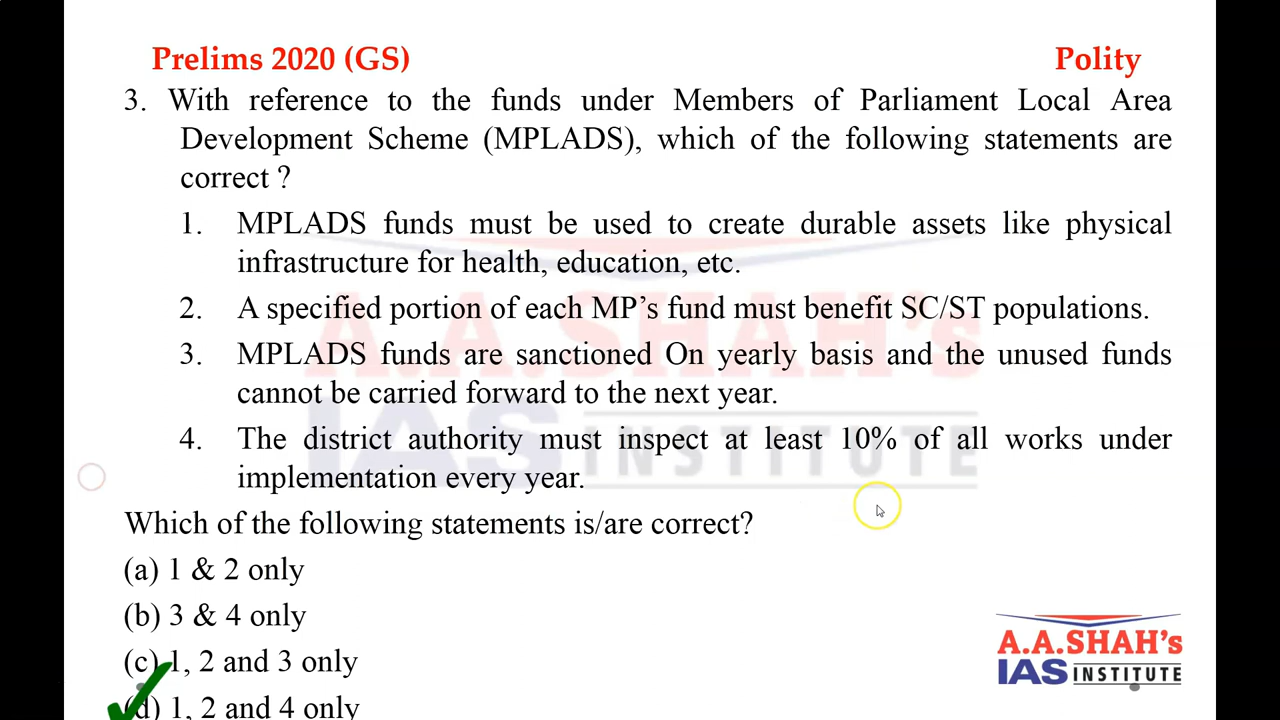 Prelims 2020 (GS) Polity
3. With reference to the funds under Members of Parliament Local Area
Development Scheme (MPLADS), which of the following statements are
correct ?
1. MPLADS funds must be used to create durable assets like physical
infrastructure for health, education, etc.
2. A specified portion of each MP’s fund must benefit SC/ST populations.
3. MPLADS funds are sanctioned On yearly basis and the unused funds
cannot be carried forward to the next year.
4. The district authority must inspect at least 10% of all works under
implementation every year.
Which of the following statements is/are correct?
(a) 1 & 2 only
(b) 3 & 4 only
(c) 1, 2 and 3 only
(d) 1, 2 and 4 only
A.A.SHAH's
IAS INSTITUTE
A.A.SHAH's
IAS INSTITUTE